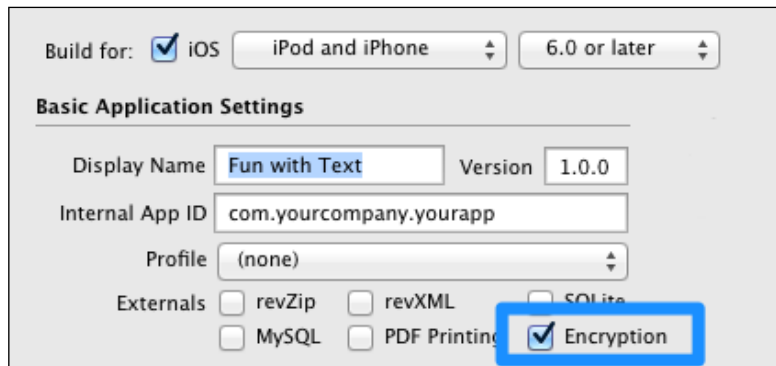 Build for: iOS iPod and iPhone 6.0 or later
Basic Application Settings
Display Name Fun with Text Version 1.0.0
Internal App ID com.yourcompany.yourapp
Profile (none)
Externals revZip revXML SQLite
MySQL PDF Printing Encryption